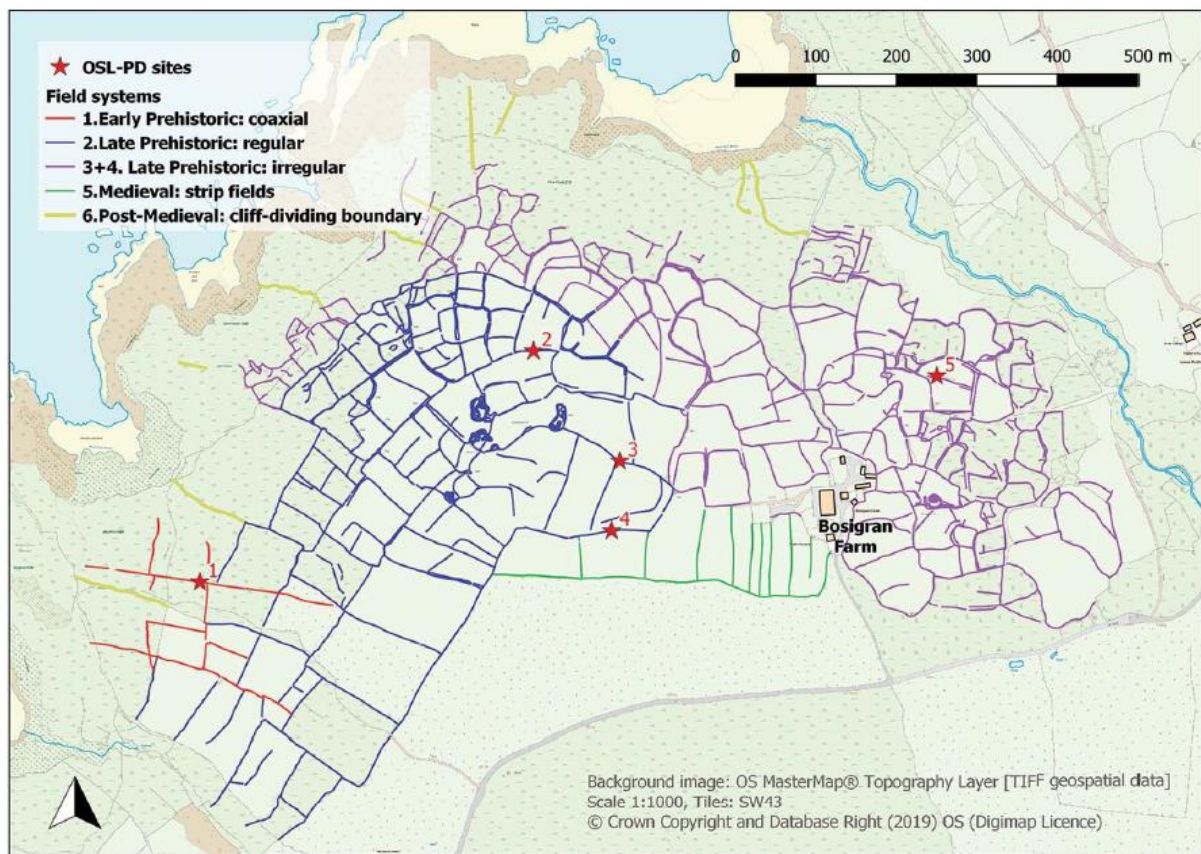 OSL-PD sites
Field systems
1.Early Prehistoric: coaxial
2.Late Prehistoric: regular
3+4. Late Prehistoric: irregular
5.Medieval: strip fields
6.Post-Medieval: cliff-dividing boundary
0 100 200 300 400 500 m
2
5
3
4
Bosigran
Farm
1
Background image: OS MasterMap® Topography Layer [TIFF geospatial data]
Scale 1:1000, Tiles: SW43
© Crown Copyright and Database Right (2019) OS (Digimap Licence)